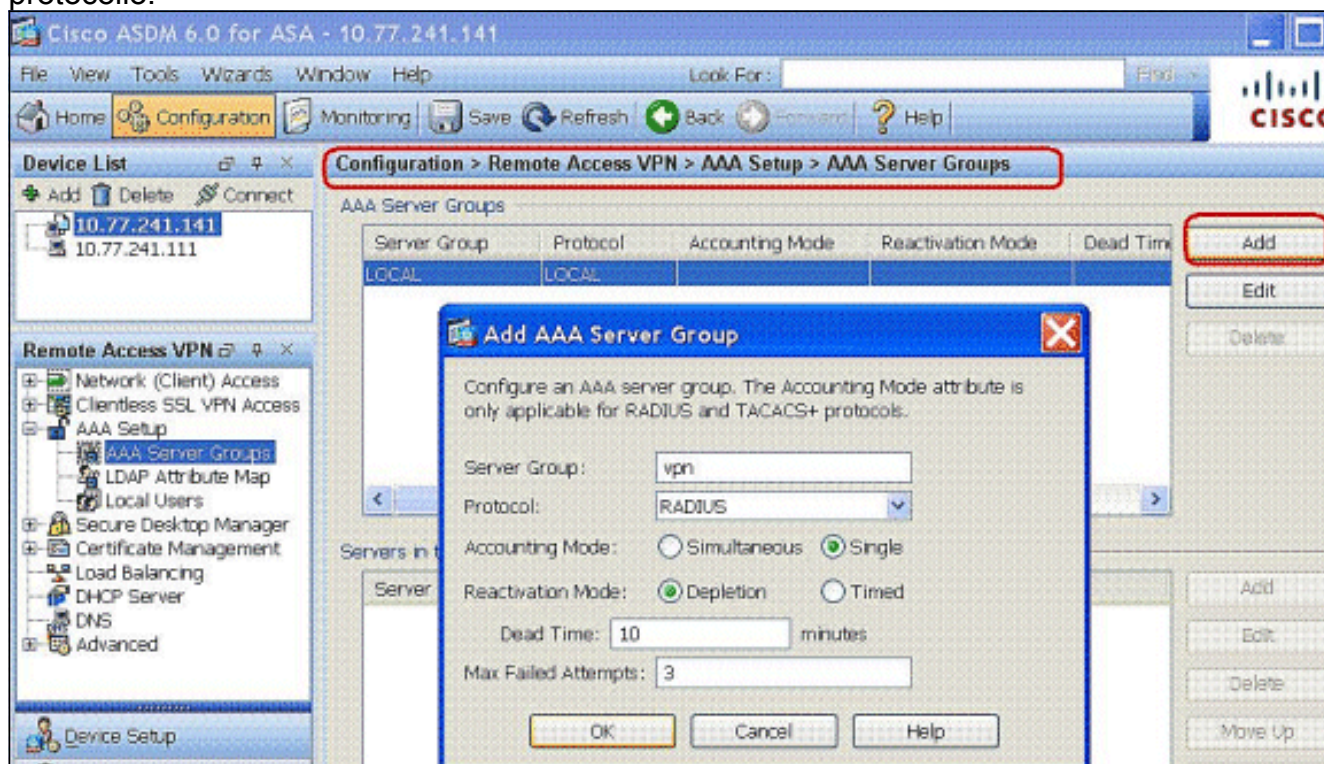 protocollo.
Cisco ASDM 6.0 for ASA - 10.77.241.141
File View Tools Wizards Window Help Look For: Find
Home Configuration Monitoring Save Refresh Back Forward Help
CISCO
Device List
Add Delete Connect
10.77.241.141
10.77.241.111
Configuration > Remote Access VPN > AAA Setup > AAA Server Groups
AAA Server Groups
Server Group Protocol Accounting Mode Reactivation Mode Dead Time
LOCAL LOCAL
Add
Edit
Delete
Remote Access VPN
Network (Client) Access
Clientless SSL VPN Access
AAA Setup
AAA Server Groups
LDAP Attribute Map
Local Users
Secure Desktop Manager
Certificate Management
Load Balancing
DHCP Server
DNS
Advanced
Device Setup
Add AAA Server Group
Configure an AAA server group. The Accounting Mode attribute is
only applicable for RADIUS and TACACS+ protocols.
Server Group: vpn
Protocol: RADIUS
Accounting Mode: Simultaneous Single
Reactivation Mode: Depletion Timed
Dead Time: 10 minutes
Max Failed Attempts: 3
OK Cancel Help
Servers in t
Server
Add
Edit
Delete
Move Up